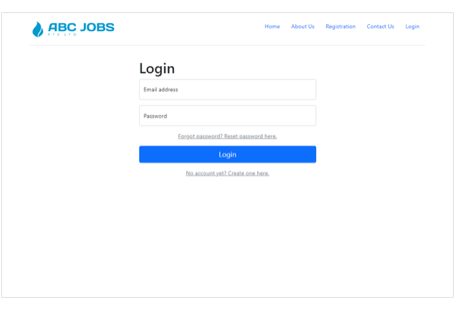 ABC JOBS
PTE LTD
Home About Us Registration Contact Us Login
Login
Email address
Password
Forgot password? Reset password here.
Login
No account yet? Create one here.